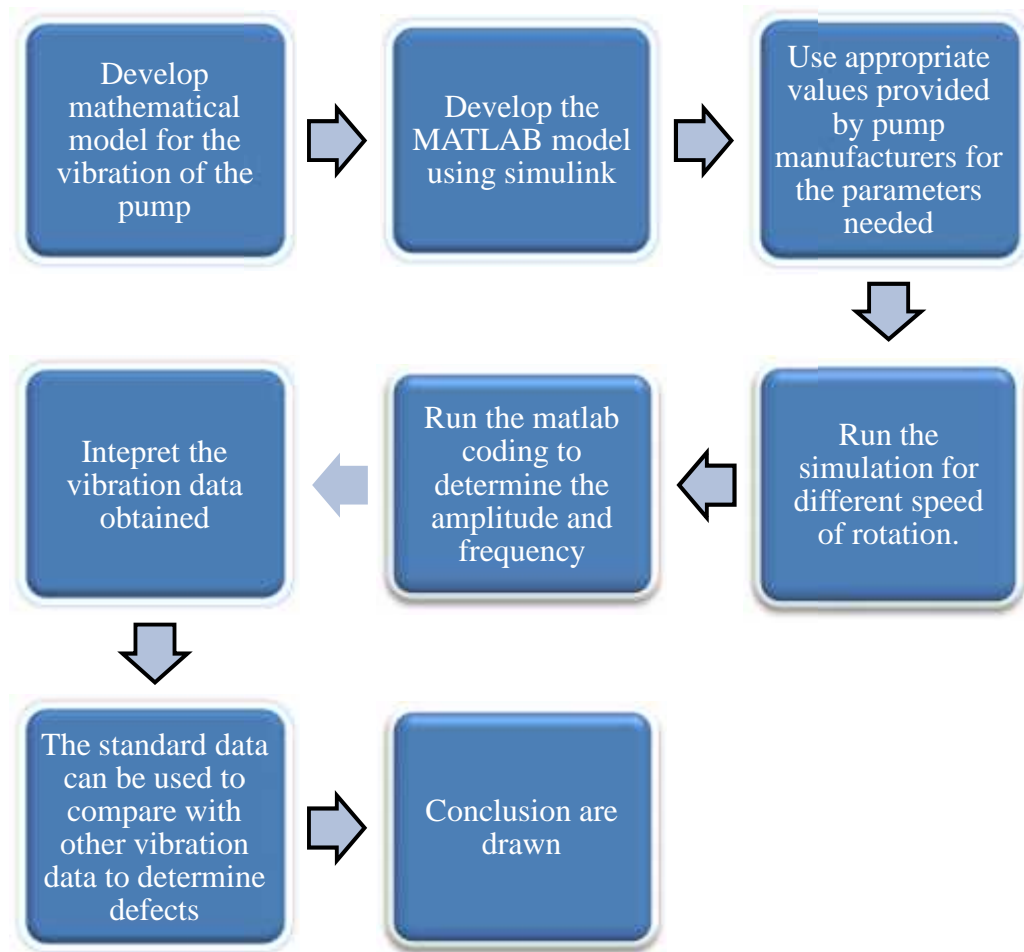 Develop
mathematical
model for the
vibration of the
pump
Develop the
MATLAB model
using simulink
Use appropriate
values provided
by pump
manufacturers for
the parameters
needed
Run the
simulation for
different speed
of rotation.
Run the matlab
coding to
determine the
amplitude and
frequency
Intepret the
vibration data
obtained
The standard data
can be used to
compare with
other vibration
data to determine
defects
Conclusion are
drawn